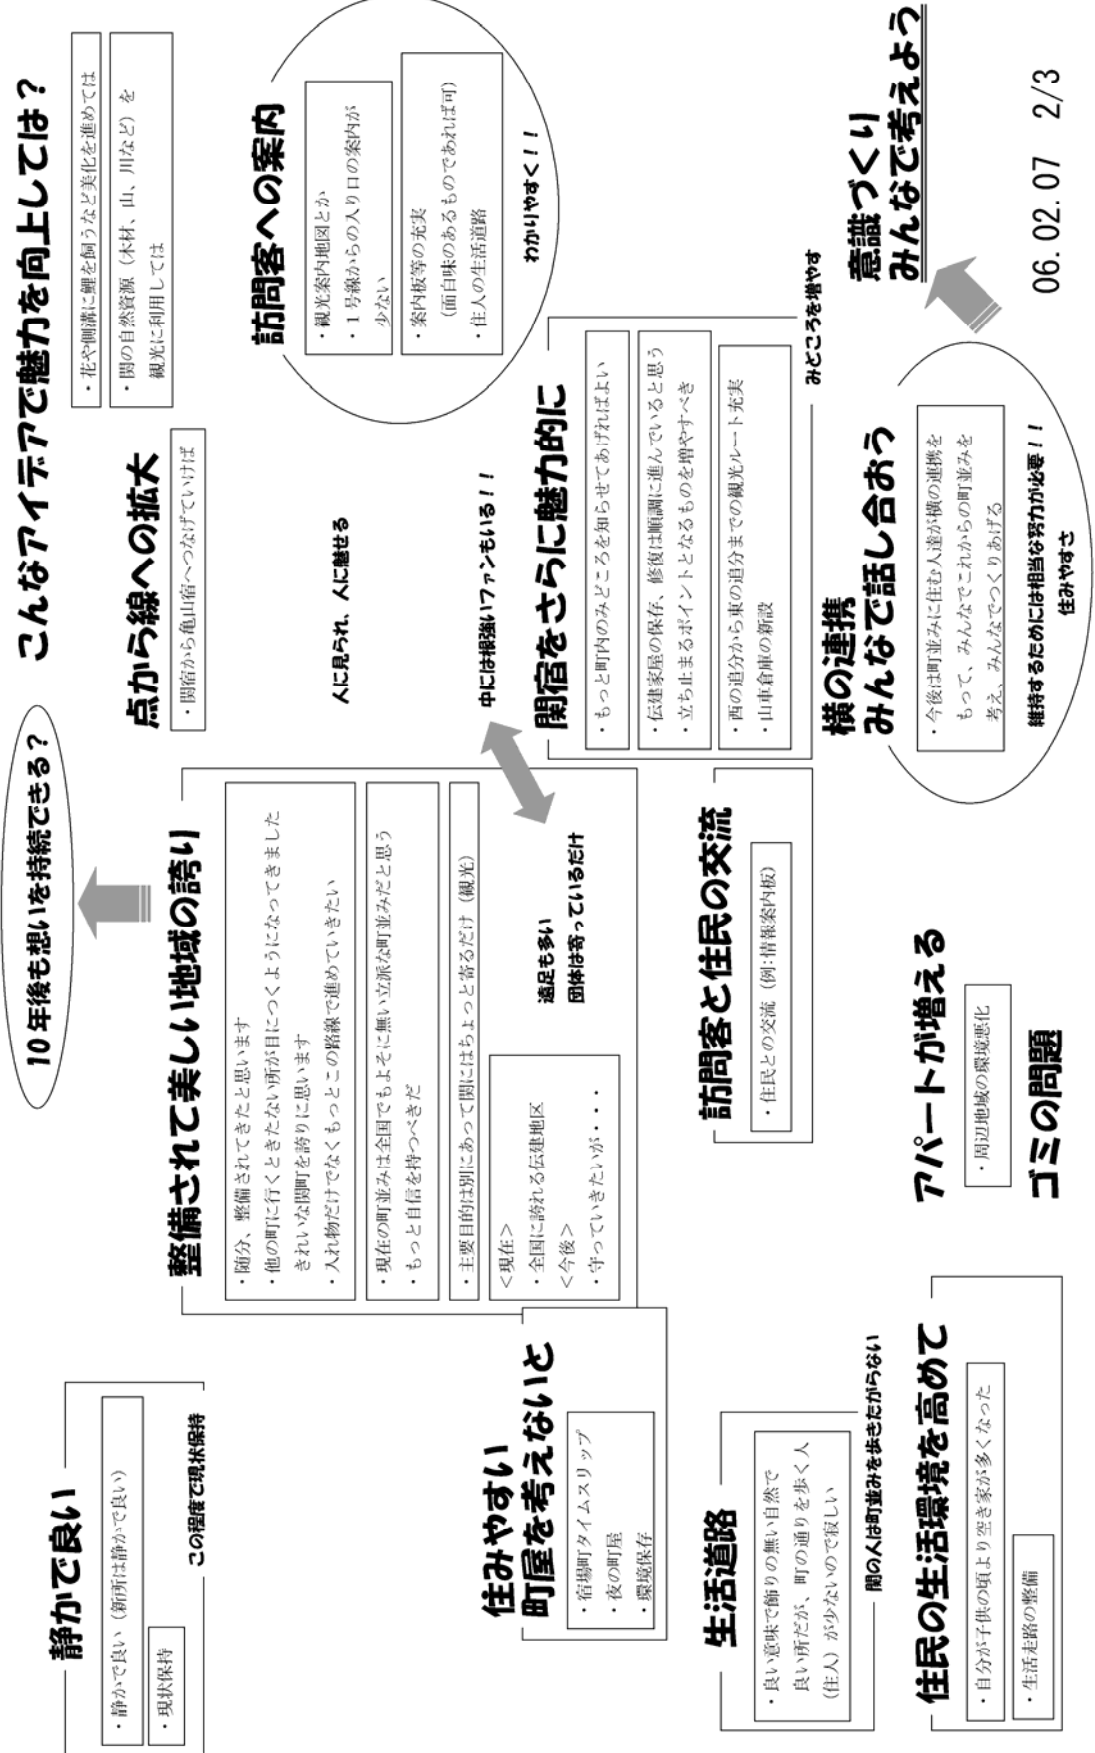 静かで良い
・静かで良い（新所は静かで良い）
・現状保持
この程度で現状保持
10年後も想いを持続できる？
整備されて美しい地域の誇り
・随分、整備されてきたと思います
・他の町に行くときたない所が目につくようになってきました
きれいな関町を誇りに思います
・入れ物だけでなくもっとこの路線で進めていきたい
・現在の町並みは全国でもよそに無い立派な町並みだと思う
・もっと自信を持つべきだ
・主要目的は別にあって関にはちょっと寄るだけ（観光）
＜現在＞
・全国に誇れる伝建地区
＜今後＞
・守っていきたいが・・・
遠足も多い
団体は寄っているだけ
こんなアイデアで魅力を向上しては？
・花や側溝に鯉を飼うなど美化を進めては
・関の自然資源（木材、山、川など）を
観光に利用しては
点から線への拡大
・関宿から亀山宿へつなげていけば
訪問客への案内
・観光案内地図とか
・１号線からの入り口の案内が
少ない
・案内板等の充実
（面白味のあるものであれば可）
・住人の生活道路
わかりやすく！！
人に見られ、人に魅せる
中には根強いファンもいる！！
住みやすい
町屋を考えないと
・宿場町タイムスリップ
・夜の町屋
・環境保存
関宿をさらに魅力的に
・もっと町内のみどころを知らせてあげればよい
・伝建家屋の保存、修復は順調に進んでいると思う
・立ち止まるポイントとなるものを増やすべき
・西の追分から東の追分までの観光ルート充実
・山車倉庫の新設
みどころを増やす
生活道路
・良い意味で飾りの無い自然で
良い所だが、町の通りを歩く人
（住人）が少ないので寂しい
関の人は町並みを歩きたがらない
訪問客と住民の交流
・住民との交流（例：情報案内板）
横の連携
みんなで話し合おう
・今後は町並みに住む人達が横の連携を
もって、みんなでこれからの町並みを
考え、みんなでつくりあげる
維持するためには相当な努力が必要！！
住みやすさ
意識づくり
みんなで考えよう
住民の生活環境を高めて
・自分が子供の頃より空き家が多くなった
・生活走路の整備
アパートが増える
・周辺地域の環境悪化
ゴミの問題
06.02.07　2/3